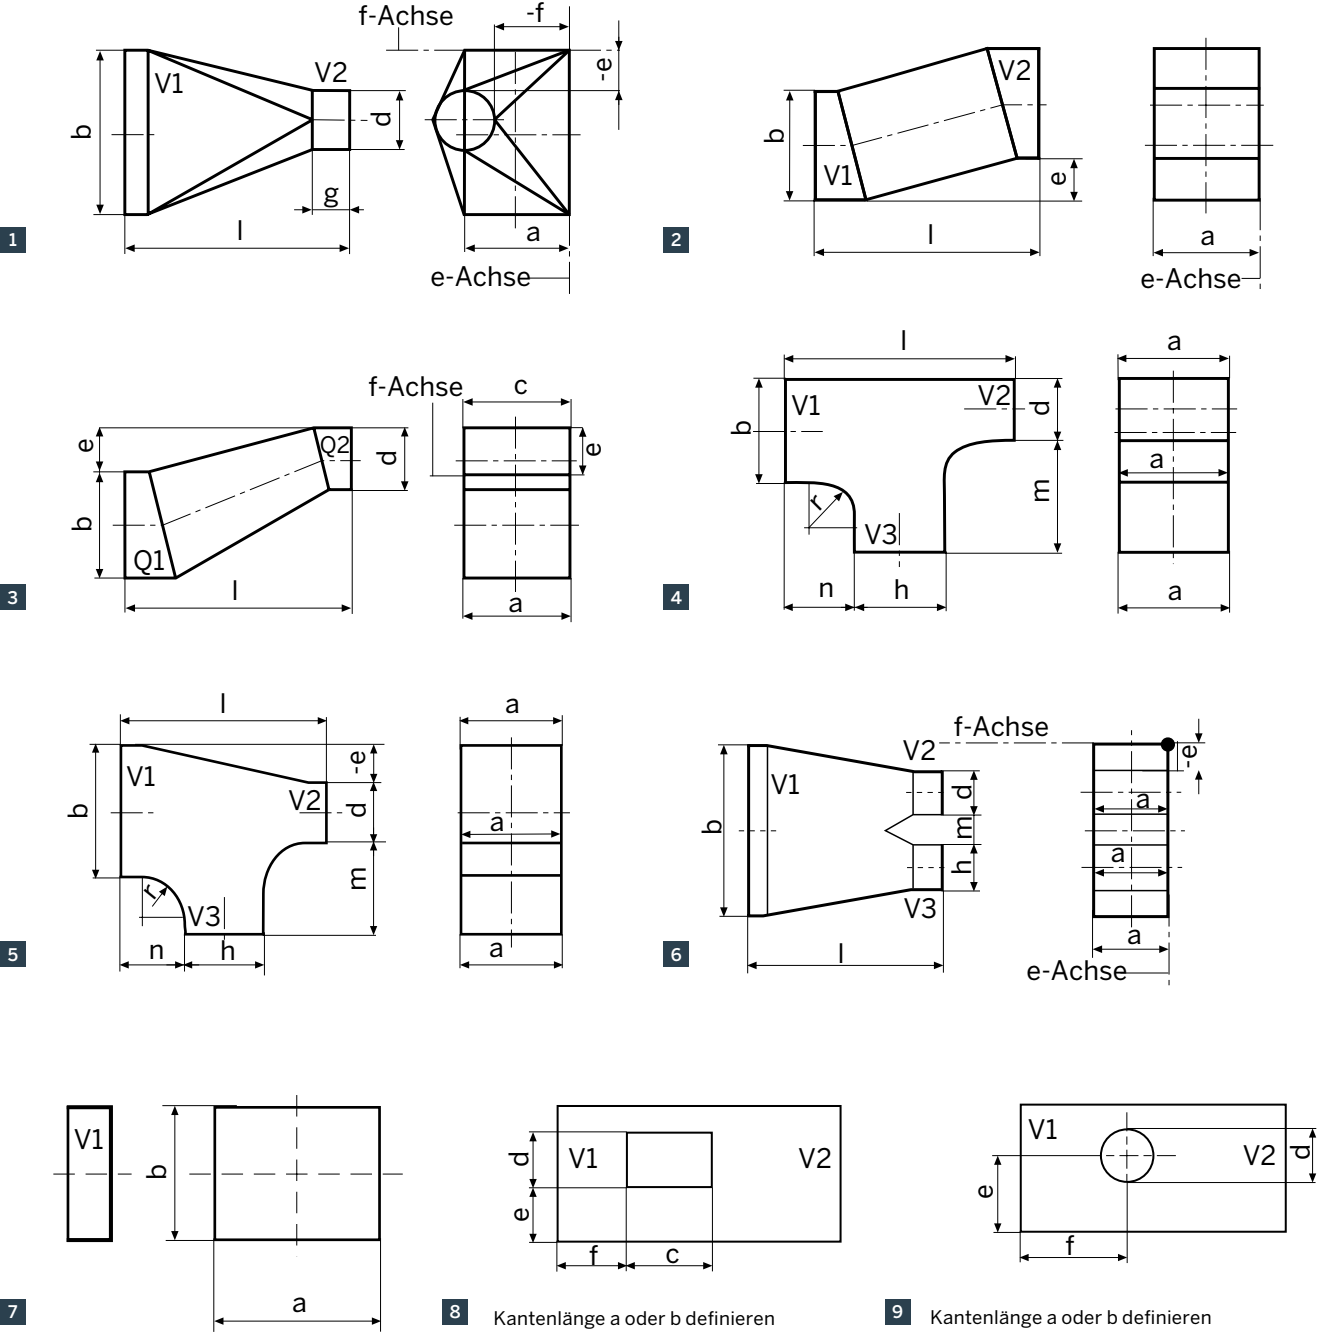 f-Achse
-f
V1
V2
b
d
-e
g
l
a
e-Achse
1
V2
b
V1
e
l
a
e-Achse
2
f-Achse
c
e
Q2
d
e
b
Q1
l
a
3
l
a
V1
V2
b
d
a
m
r
V3
n
h
a
4
l
a
V1
-e
V2
b
d
a
m
r
V3
n
h
a
5
f-Achse
V2
-e
V1
d
a
b
m
a
h
V3
l
a
e-Achse
6
V1
b
a
7
d
V1
V2
e
f
c
8
Kantenlänge a oder b definieren
V1
V2
d
e
f
9
Kantenlänge a oder b definieren